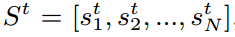 $S^t = [s_1^t, s_2^t, ..., s_N^t]$.